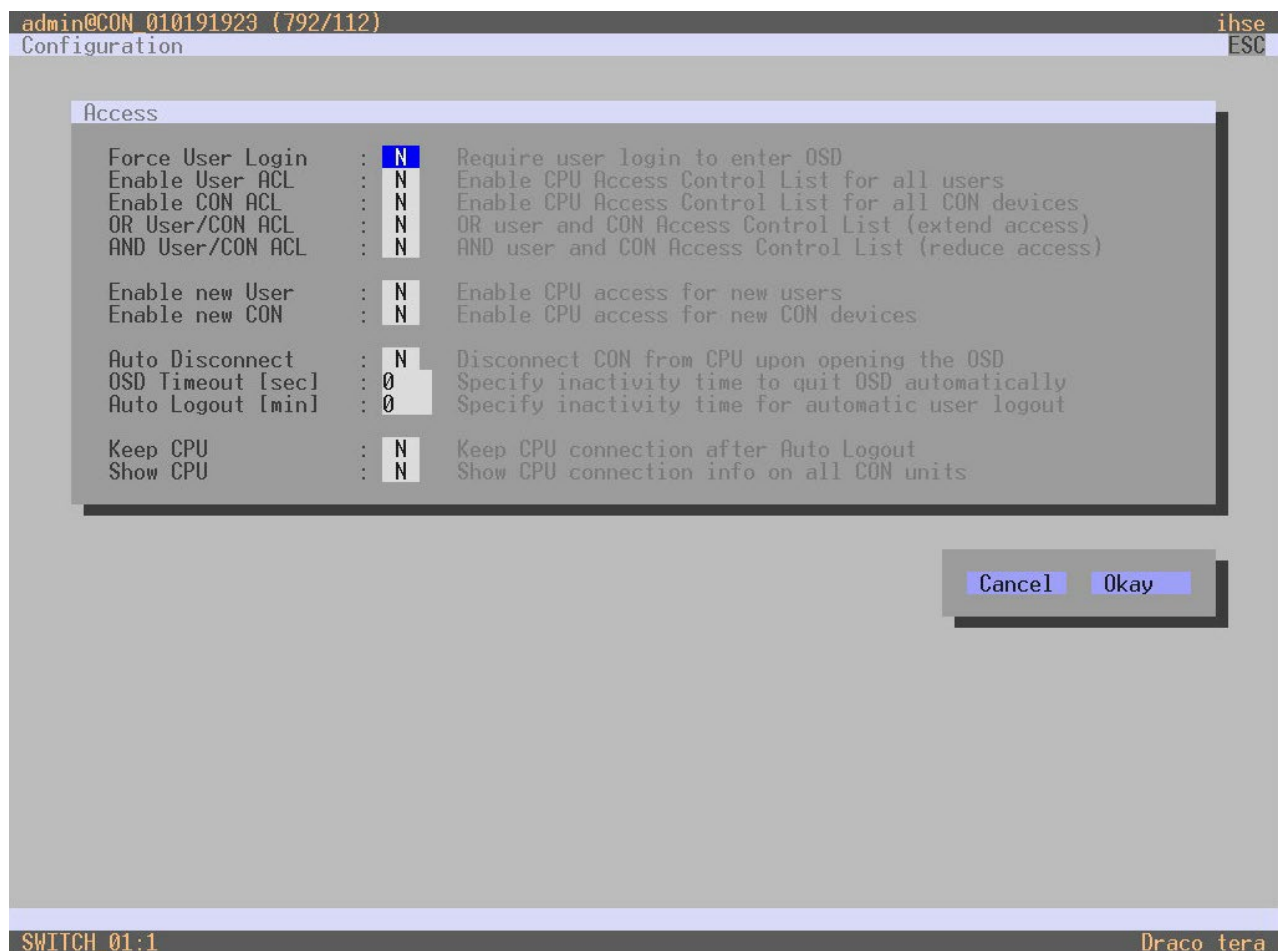 admin@CON_010191923 (792/112) ihse
Configuration ESC
Access
Force User Login : N Require user login to enter OSD
Enable User ACL : N Enable CPU Access Control List for all users
Enable CON ACL : N Enable CPU Access Control List for all CON devices
OR User/CON ACL : N OR user and CON Access Control List (extend access)
AND User/CON ACL : N AND user and CON Access Control List (reduce access)
Enable new User : N Enable CPU access for new users
Enable new CON : N Enable CPU access for new CON devices
Auto Disconnect : N Disconnect CON from CPU upon opening the OSD
OSD Timeout [sec] : 0 Specify inactivity time to quit OSD automatically
Auto Logout [min] : 0 Specify inactivity time for automatic user logout
Keep CPU : N Keep CPU connection after Auto Logout
Show CPU : N Show CPU connection info on all CON units
Cancel Okay
SWITCH 01:1 Draco tera